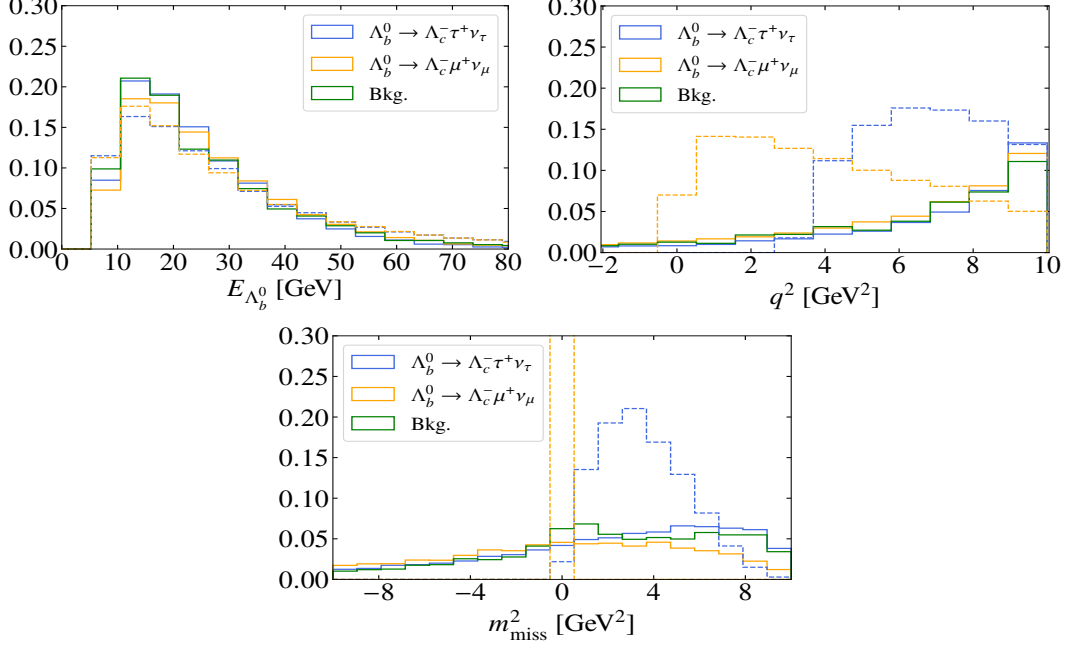 0.30
0.25
0.20
0.15
0.10
0.05
0.00
Λ_b^0 → Λ_c^- τ^+ ν_τ
Λ_b^0 → Λ_c^- μ^+ ν_μ
Bkg.
0 10 20 30 40 50 60 70 80
E_{Λ_b^0} [GeV]
0.30
0.25
0.20
0.15
0.10
0.05
0.00
Λ_b^0 → Λ_c^- τ^+ ν_τ
Λ_b^0 → Λ_c^- μ^+ ν_μ
Bkg.
−2 0 2 4 6 8 10
q^2 [GeV^2]
0.30
0.25
0.20
0.15
0.10
0.05
0.00
Λ_b^0 → Λ_c^- τ^+ ν_τ
Λ_b^0 → Λ_c^- μ^+ ν_μ
Bkg.
−8 −4 0 4 8
m_{miss}^2 [GeV^2]